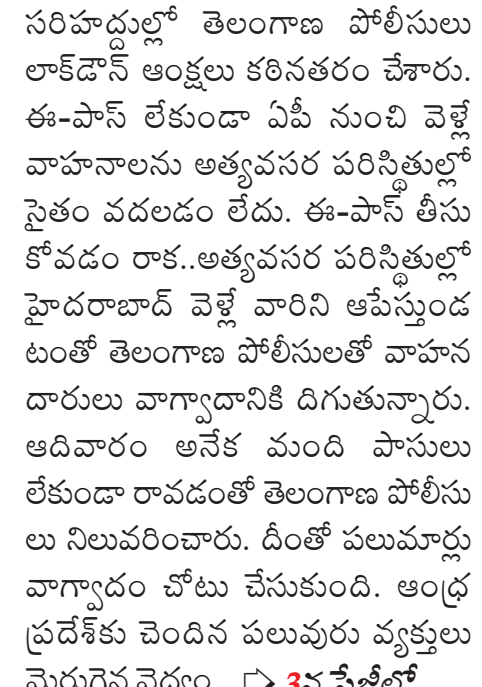 సరిహద్దుల్లో తెలంగాణ పోలీసులు
లాక్‌డౌన్ ఆంక్షలు కఠినతరం చేశారు.
ఈ-పాస్ లేకుండా ఏపీ నుంచి వెళ్లే
వాహనాలను అత్యవసర పరిస్థితుల్లో
సైతం వదలడం లేదు. ఈ-పాస్ తీసు
కోవడం రాక..అత్యవసర పరిస్థితుల్లో
హైదరాబాద్ వెళ్లే వారిని ఆపేస్తుండ
టంతో తెలంగాణ పోలీసులతో వాహన
దారులు వాగ్వాదానికి దిగుతున్నారు.
ఆదివారం అనేక మంది పాసులు
లేకుండా రావడంతో తెలంగాణ పోలీసు
లు నిలువరించారు. దీంతో పలుమార్లు
వాగ్వాదం చోటు చేసుకుంది. ఆంధ్ర
ప్రదేశ్‌కు చెందిన పలువురు వ్యక్తులు
మెరుగైన వైద్యం 3వ పేజీలో